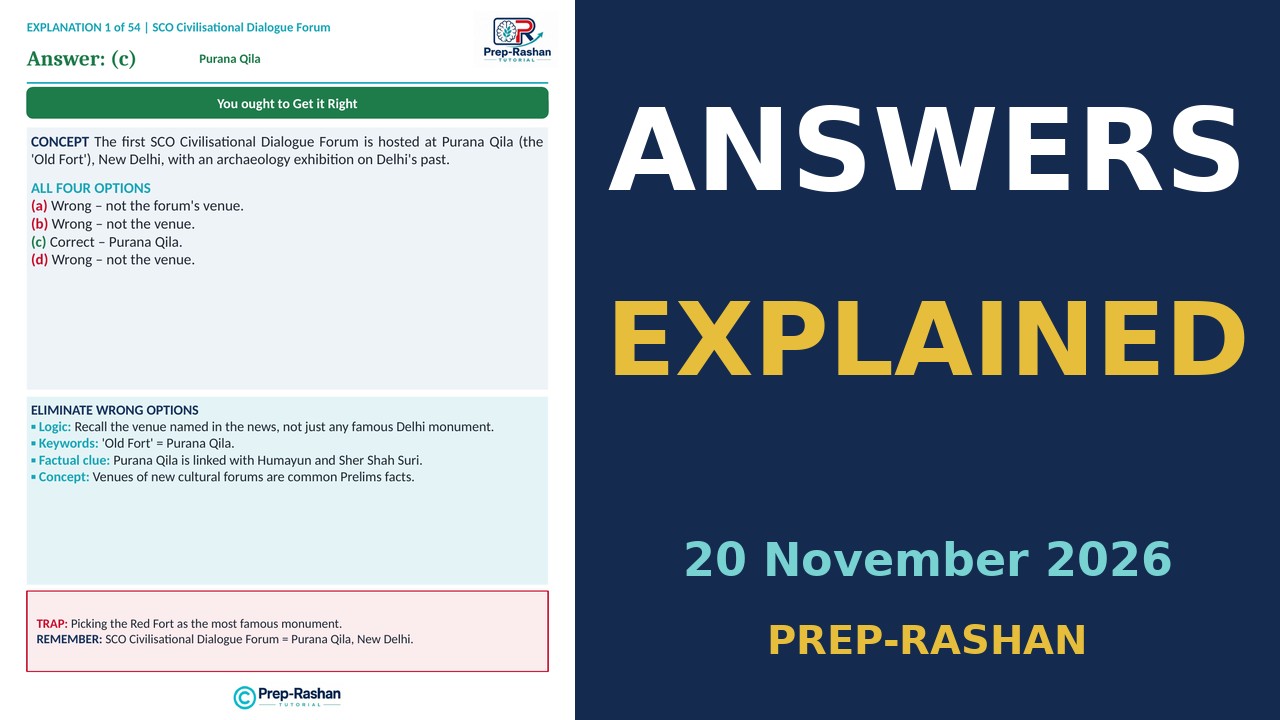 EXPLANATION 1 of 54 | SCO Civilisational Dialogue Forum
Prep-Rashan
TUTORIAL
Answer: (c) Purana Qila
You ought to Get it Right
CONCEPT The first SCO Civilisational Dialogue Forum is hosted at Purana Qila (the
'Old Fort'), New Delhi, with an archaeology exhibition on Delhi's past.
ALL FOUR OPTIONS
(a) Wrong – not the forum's venue.
(b) Wrong – not the venue.
(c) Correct – Purana Qila.
(d) Wrong – not the venue.
ELIMINATE WRONG OPTIONS
▪ Logic: Recall the venue named in the news, not just any famous Delhi monument.
▪ Keywords: 'Old Fort' = Purana Qila.
▪ Factual clue: Purana Qila is linked with Humayun and Sher Shah Suri.
▪ Concept: Venues of new cultural forums are common Prelims facts.
TRAP: Picking the Red Fort as the most famous monument.
REMEMBER: SCO Civilisational Dialogue Forum = Purana Qila, New Delhi.
© Prep-Rashan
TUTORIAL
ANSWERS
EXPLAINED
20 November 2026
PREP-RASHAN